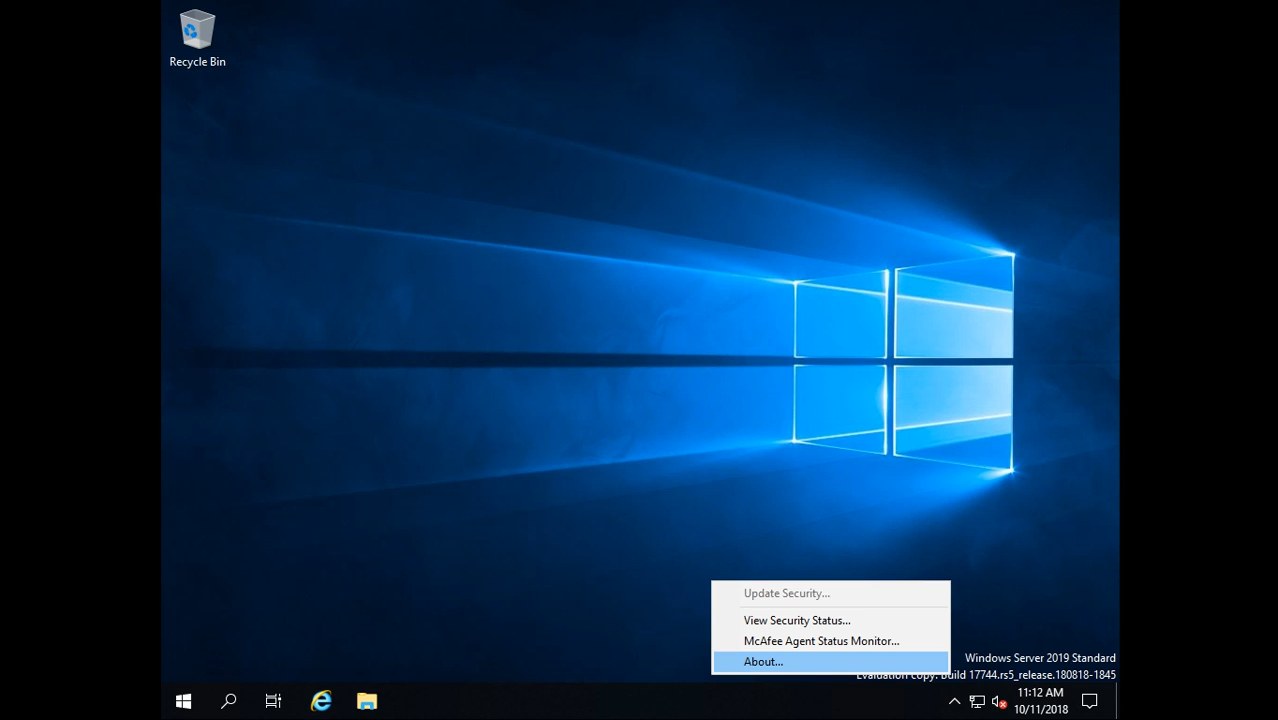 Recycle Bin
Update Security...
View Security Status...
McAfee Agent Status Monitor...
About...
Windows Server 2019 Standard
Evaluation copy. Build 17744.rs5_release.180818-1845
11:12 AM
10/11/2018